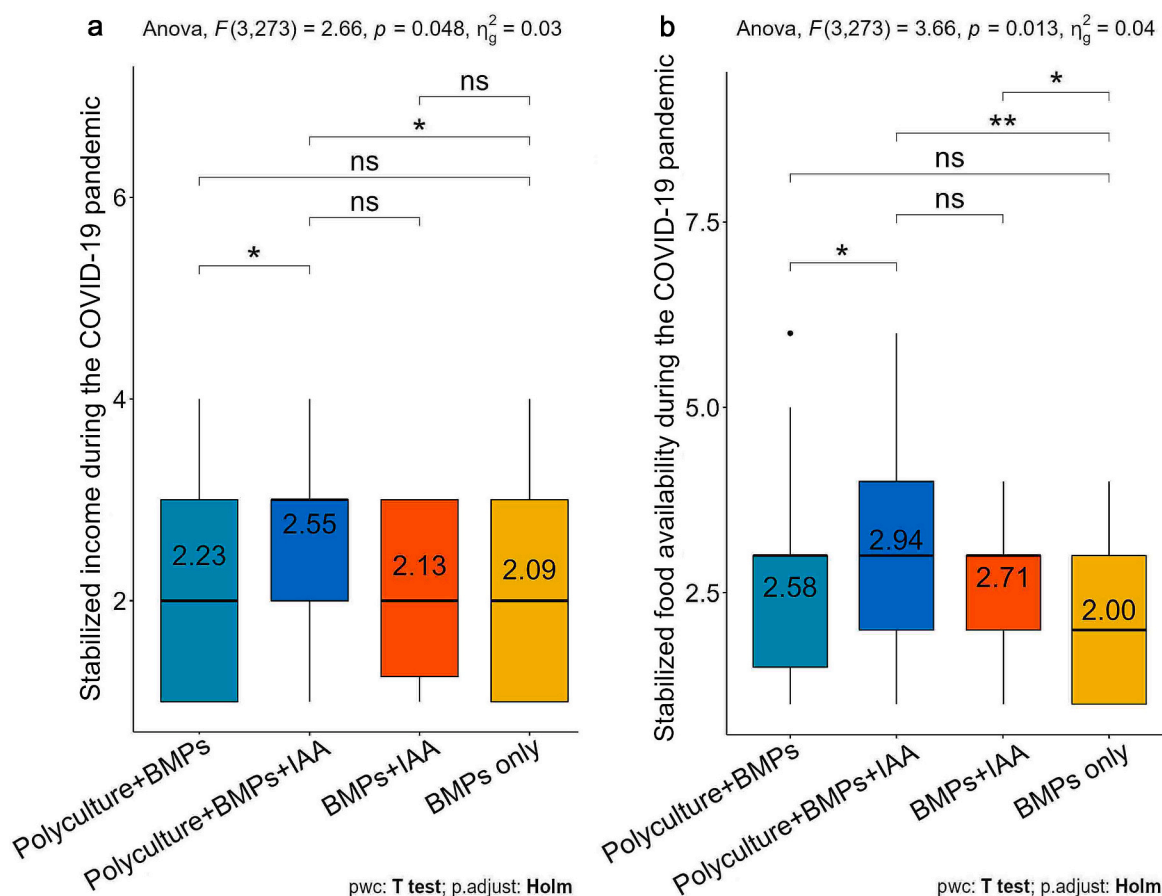 a
Anova, F(3,273) = 2.66, p = 0.048, η²g = 0.03
Stabilized income during the COVID-19 pandemic
6
4
2
ns
*
ns
ns
*
2.23
2.55
2.13
2.09
Polyculture+BMPs
Polyculture+BMPs+IAA
BMPs+IAA
BMPs only
pwc: T test; p.adjust: Holm
b
Anova, F(3,273) = 3.66, p = 0.013, η²g = 0.04
Stabilized food availability during the COVID-19 pandemic
7.5
5.0
2.5
*
**
ns
ns
*
2.58
2.94
2.71
2.00
Polyculture+BMPs
Polyculture+BMPs+IAA
BMPs+IAA
BMPs only
pwc: T test; p.adjust: Holm